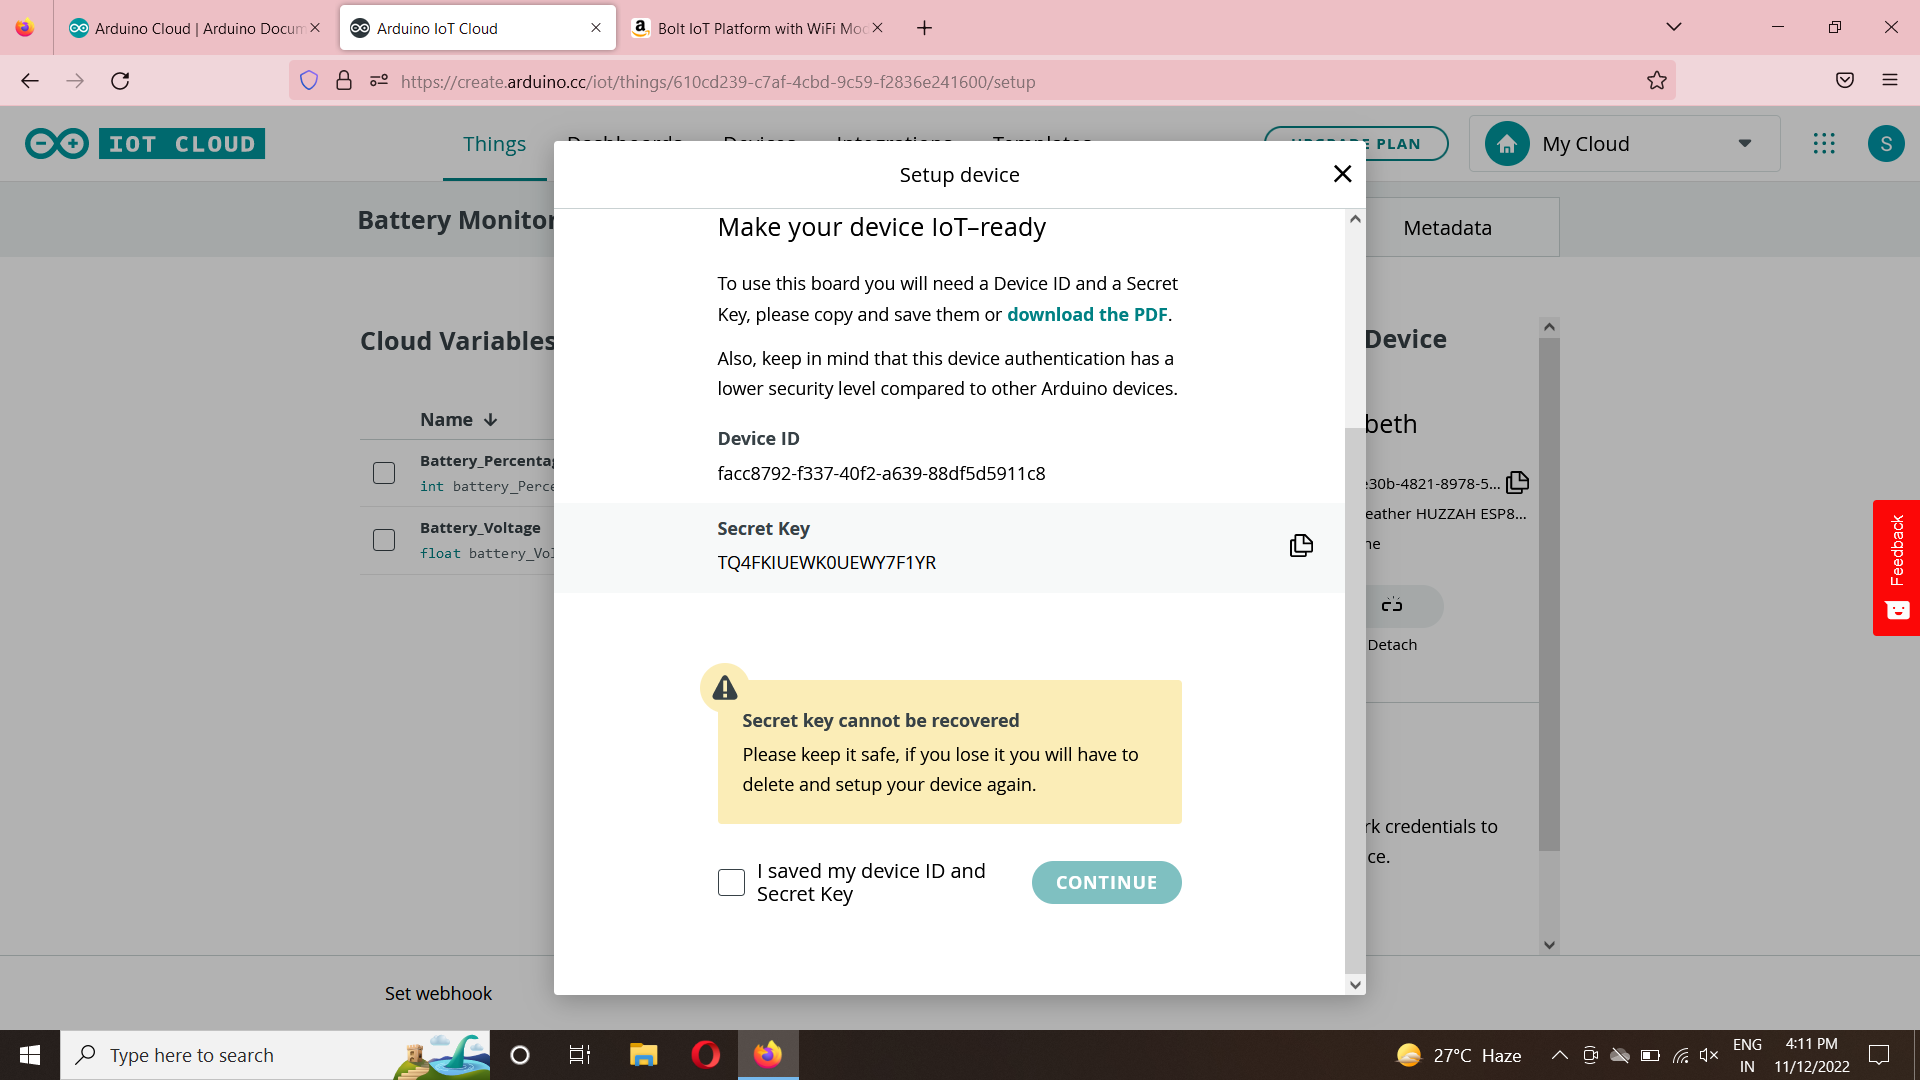 Arduino Cloud | Arduino Docum
Arduino IoT Cloud
Bolt IoT Platform with WiFi Mod
https://create.arduino.cc/iot/things/610cd239-c7af-4cbd-9c59-f2836e241600/setup
IOT CLOUD
Things
Dashboards
Devices
Integrations
Templates
UPGRADE PLAN
My Cloud
S
Battery Monitor
Metadata
Setup device
Make your device IoT–ready
To use this board you will need a Device ID and a Secret
Key, please copy and save them or download the PDF.
Also, keep in mind that this device authentication has a
lower security level compared to other Arduino devices.
Device ID
facc8792-f337-40f2-a639-88df5d5911c8
Secret Key
TQ4FKIUEWK0UEWY7F1YR
Secret key cannot be recovered
Please keep it safe, if you lose it you will have to
delete and setup your device again.
I saved my device ID and
Secret Key
CONTINUE
Cloud Variables
Name
Battery_Percentag
int battery_Perce
Battery_Voltage
float battery_Vol
Device
beth
e30b-4821-8978-5...
eather HUZZAH ESP8...
ne
Detach
rk credentials to
ce.
Feedback
Set webhook
Type here to search
27°C Haze
ENG
IN
4:11 PM
11/12/2022